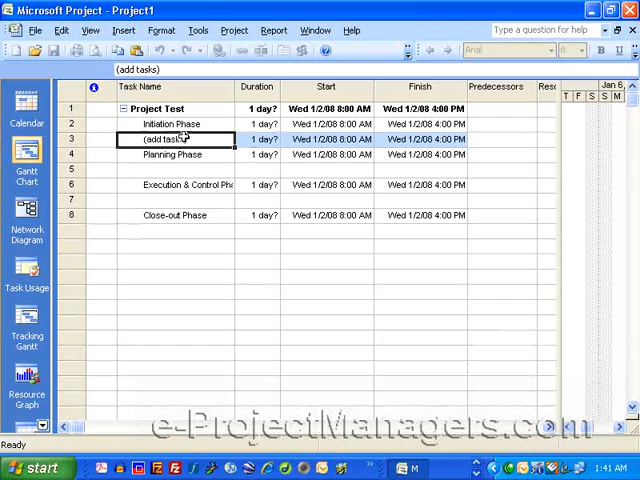 Microsoft Project - Project1
File Edit View Insert Format Tools Project Report Window Help
Type a question for help
Arial 8 B U
(add tasks)
Task Name Duration Start Finish Predecessors Reso Jan 6,
T F S S M
1 Project Test 1 day? Wed 1/2/08 8:00 AM Wed 1/2/08 4:00 PM
2 Initiation Phase 1 day? Wed 1/2/08 8:00 AM Wed 1/2/08 4:00 PM
3 (add tasks) 1 day? Wed 1/2/08 8:00 AM Wed 1/2/08 4:00 PM
4 Planning Phase 1 day? Wed 1/2/08 8:00 AM Wed 1/2/08 4:00 PM
5
6 Execution & Control Pha 1 day? Wed 1/2/08 8:00 AM Wed 1/2/08 4:00 PM
7
8 Close-out Phase 1 day? Wed 1/2/08 8:00 AM Wed 1/2/08 4:00 PM
Calendar
Gantt
Chart
Network
Diagram
Task Usage
Tracking
Gantt
Resource
Graph
e-ProjectManagers.com
Ready
start
M
1:41 AM